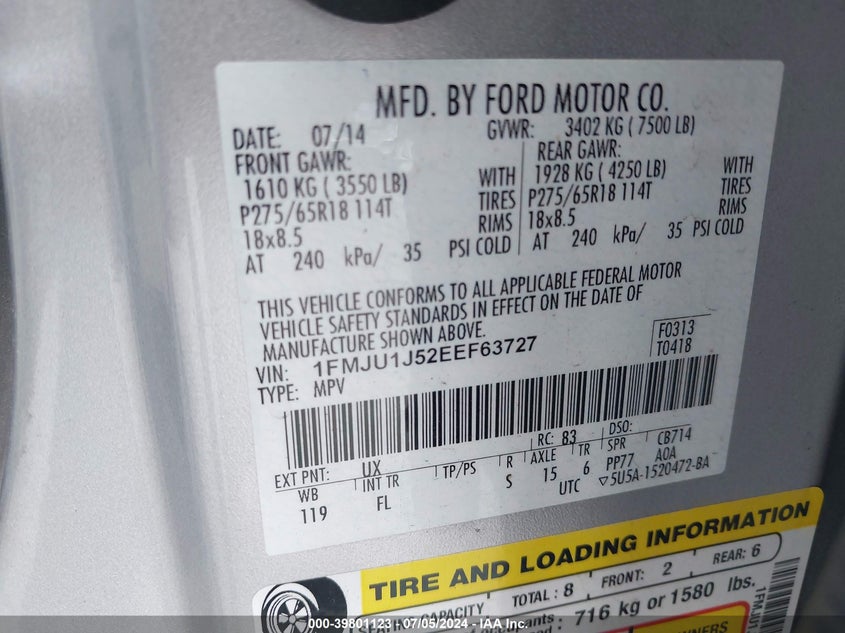 MFD. BY FORD MOTOR CO.
DATE: 07/14 GVWR: 3402 KG ( 7500 LB)
FRONT GAWR: REAR GAWR:
1610 KG ( 3550 LB) WITH 1928 KG ( 4250 LB) WITH
P275/65R18 114T TIRES P275/65R18 114T TIRES
18x8.5 RIMS 18x8.5 RIMS
AT 240 kPa/ 35 PSI COLD AT 240 kPa/ 35 PSI COLD
THIS VEHICLE CONFORMS TO ALL APPLICABLE FEDERAL MOTOR
VEHICLE SAFETY STANDARDS IN EFFECT ON THE DATE OF
MANUFACTURE SHOWN ABOVE.
F0313
VIN: 1FMJU1J52EEF63727
T0418
TYPE: MPV
EXT PNT: UX RC: 83 DSO:
WB INT TR TP/PS R AXLE TR SPR CB714
119 FL S 15 6 PP77 A0A
UTC ▽5U5A-1520472-BA
TIRE AND LOADING INFORMATION
SEATING CAPACITY TOTAL : 8 FRONT: 2 REAR: 6
716 kg or 1580 lbs.
000-39801123 - 07/05/2024 - IAA Inc.